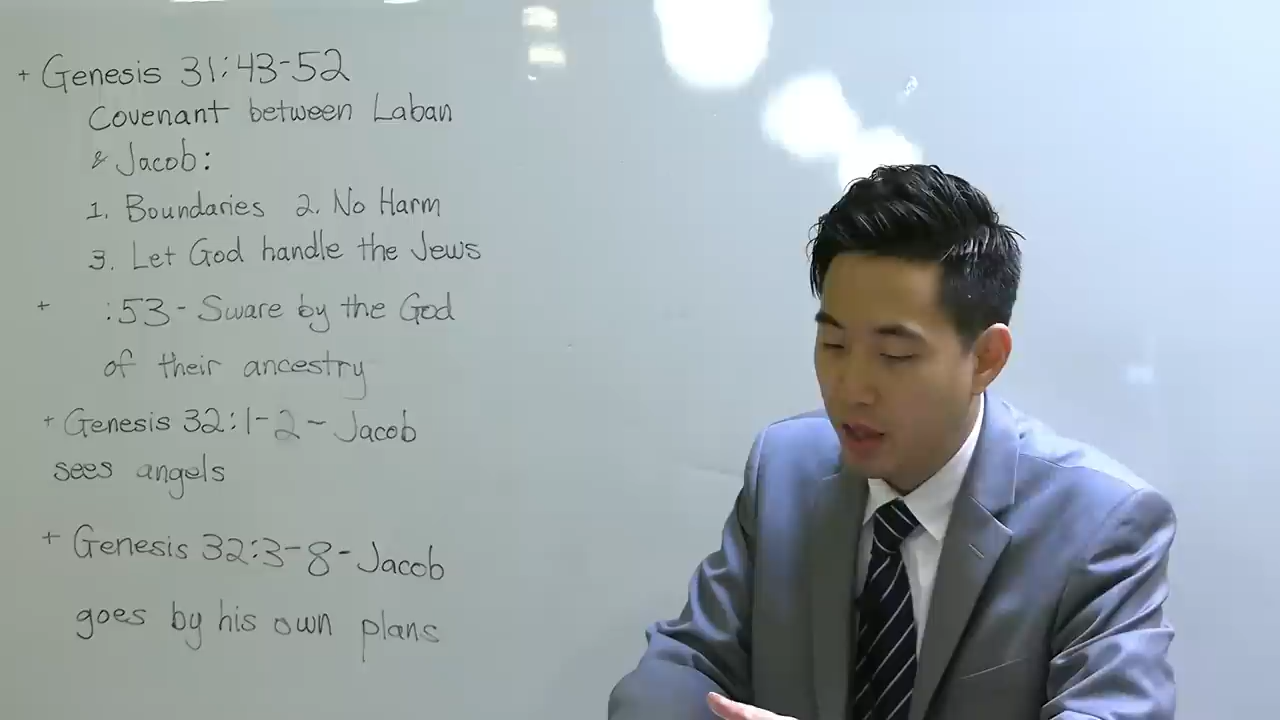 + Genesis 31:43-52
Covenant between Laban
& Jacob:
1. Boundaries 2. No Harm
3. Let God handle the Jews
+ :53 - Sware by the God
of their ancestry
+ Genesis 32:1-2 - Jacob
sees angels
+ Genesis 32:3-8 - Jacob
goes by his own plans